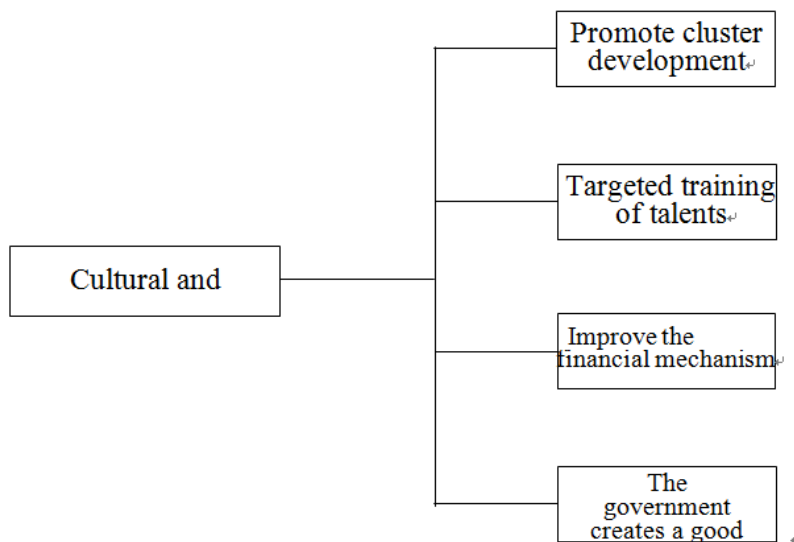 Promote cluster
development
Targeted training
of talents
Cultural and
Improve the
financial mechanism
The
government
creates a good